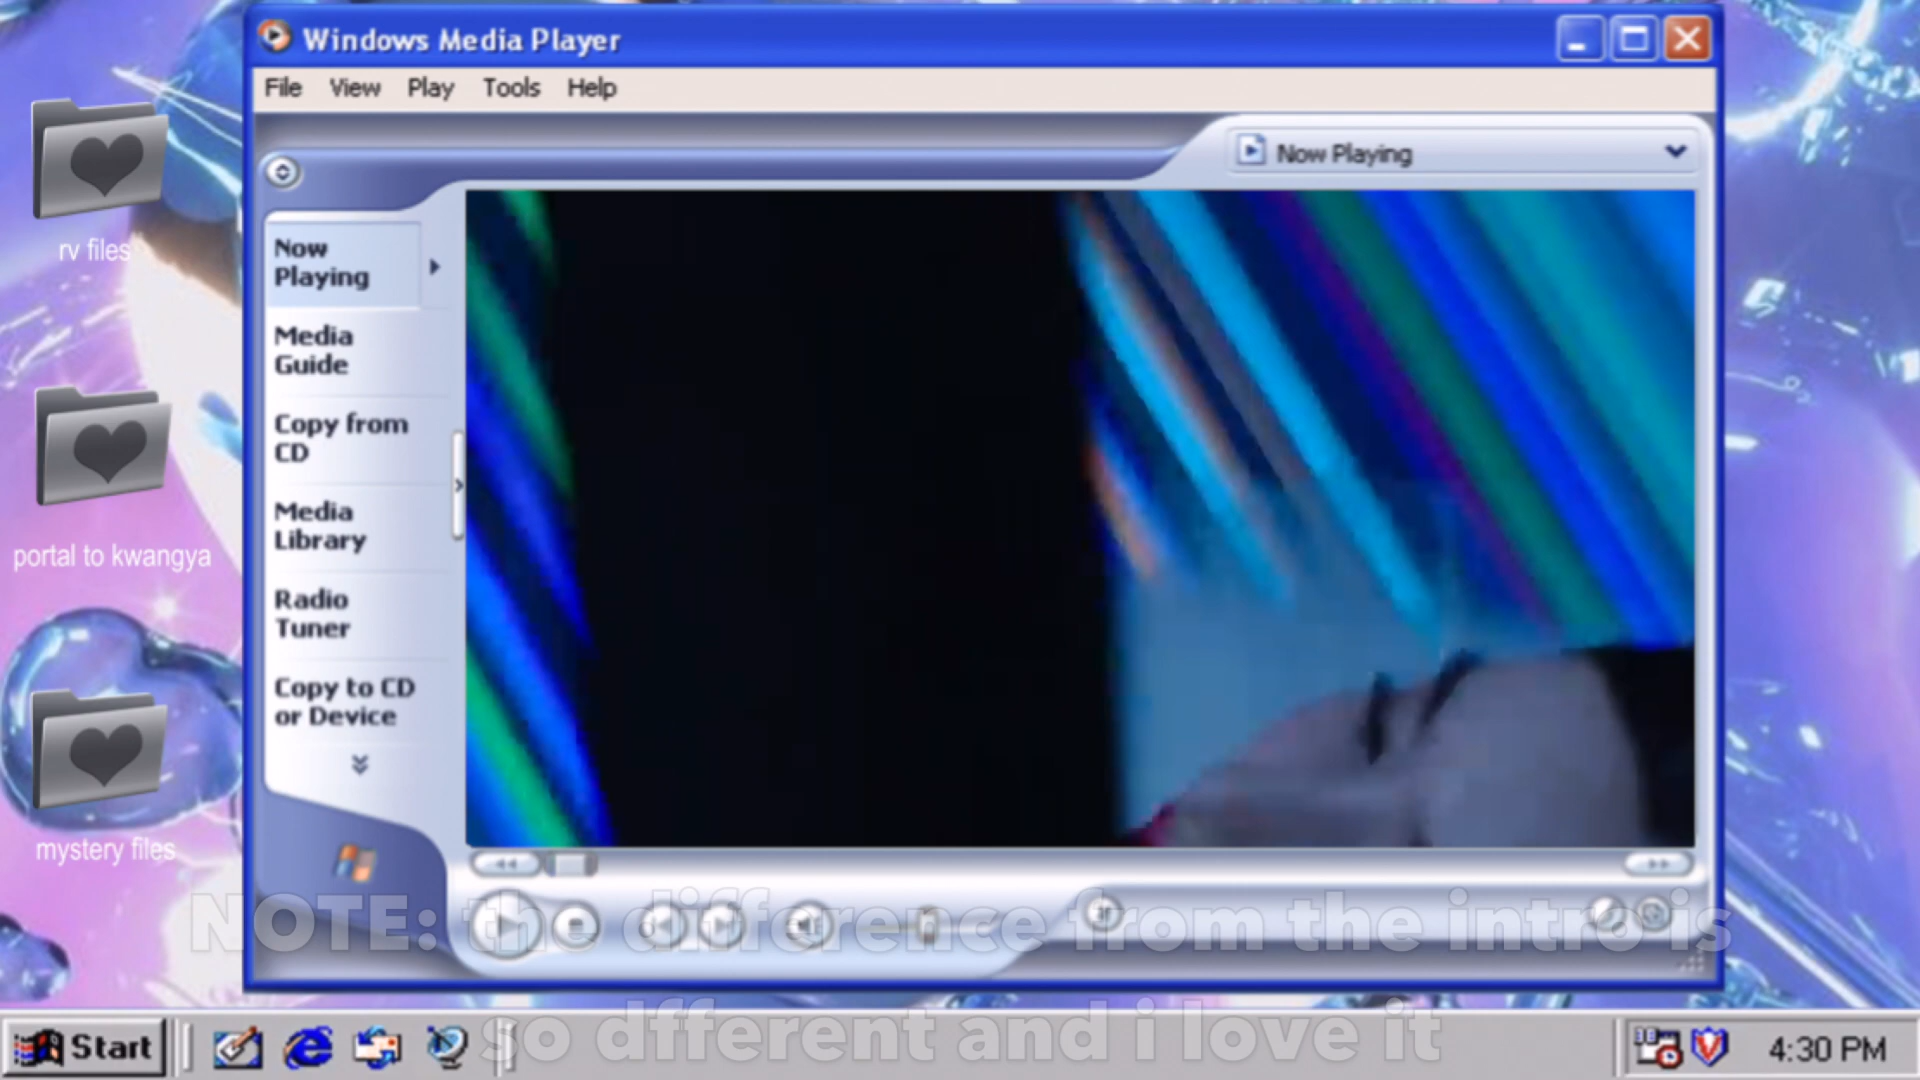 Windows Media Player
File View Play Tools Help
Now Playing
Now
Playing
Media
Guide
Copy from
CD
Media
Library
Radio
Tuner
Copy to CD
or Device
rv files
portal to kwangya
mystery files
NOTE: the difference from the intro is
so dfferent and i love it
Start
4:30 PM